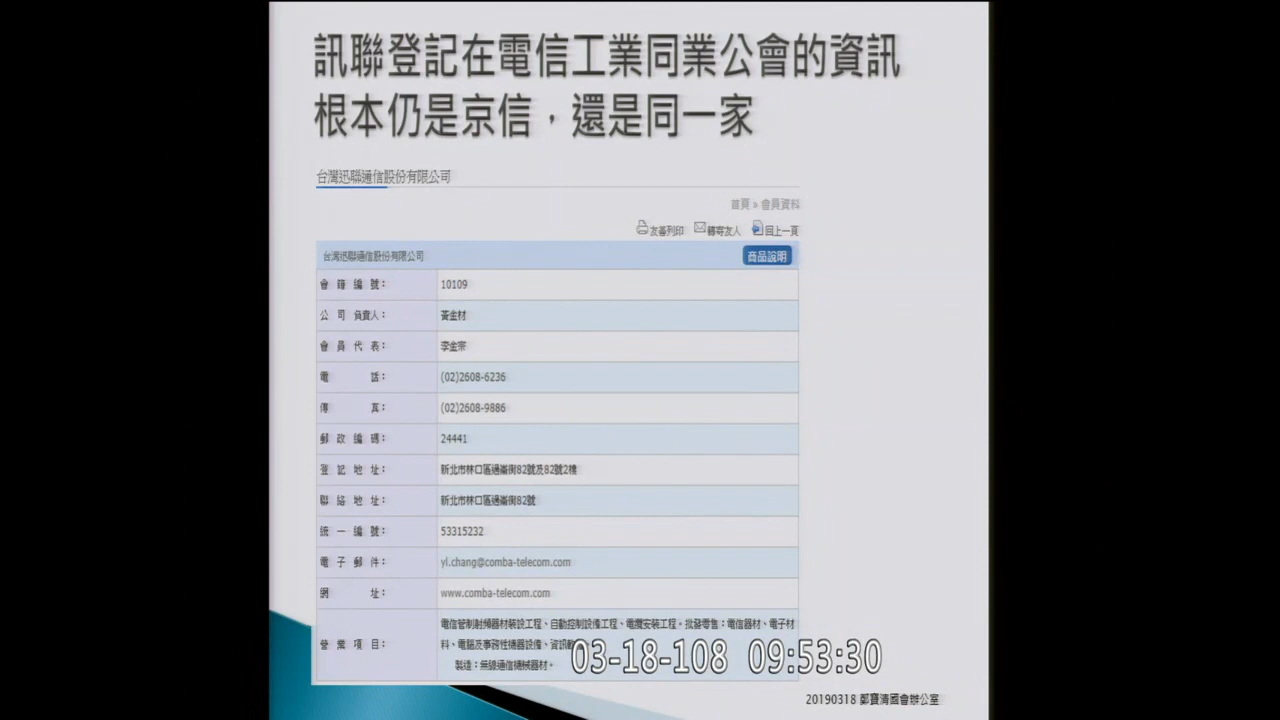 訊聯登記在電信工業同業公會的資訊
根本仍是京信，還是同一家
台灣迅聯通信股份有限公司
首頁 » 會員資料
友善列印 轉寄友人 回上一頁
台灣迅聯通信股份有限公司 商品說明
會籍編號： 10109
公司負責人： 黃金材
會員代表： 李金宗
電話： (02)2608-6236
傳真： (02)2608-9886
郵政編碼： 24441
登記地址： 新北市林口區通崙街82號及82號2樓
聯絡地址： 新北市林口區通崙街82號
統一編號： 53315232
電子郵件： yl.chang@comba-telecom.com
網址： www.comba-telecom.com
電信管制射頻器材裝設工程、自動控制設備工程、電纜安裝工程。批發零售：電信器材、電子材
營業項目： 料、電腦及事務性機器設備、資訊軟
製造：無線通信機械器材。
03-18-108 09:53:30
20190318 鄭寶清國會辦公室